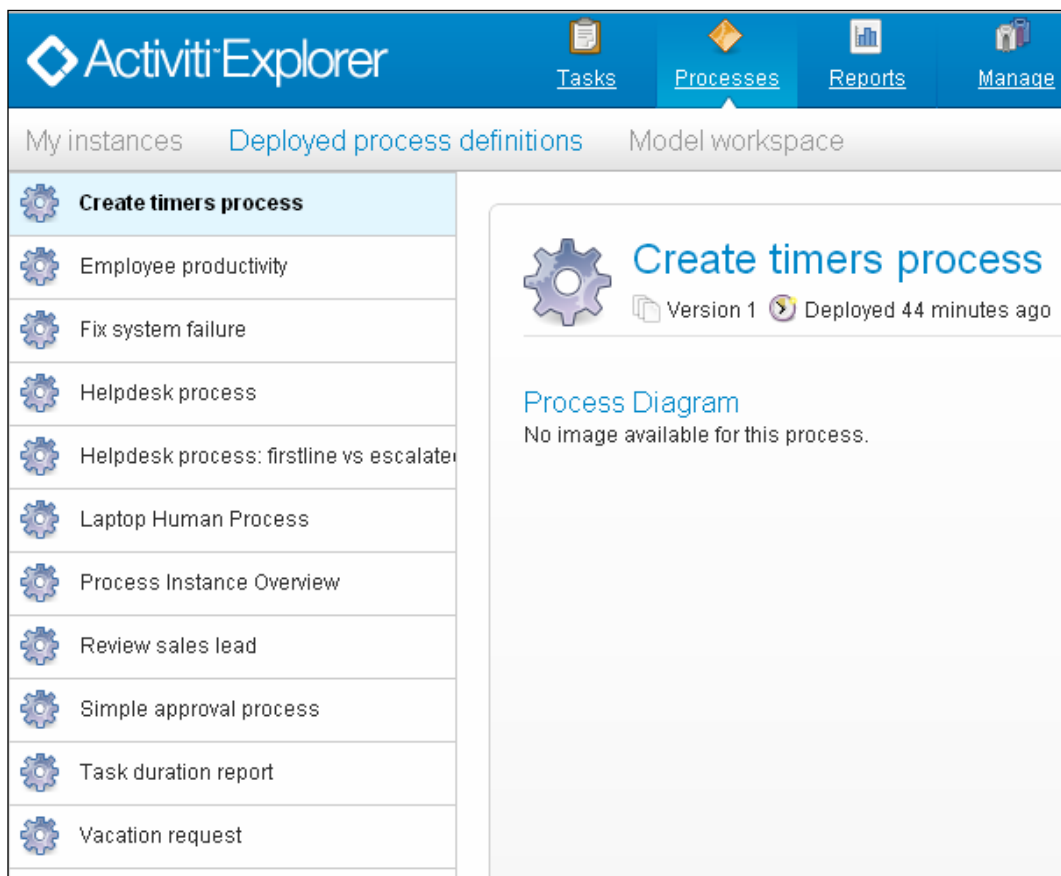 Activiti™Explorer
Tasks
Processes
Reports
Manage
My instances
Deployed process definitions
Model workspace
Create timers process
Employee productivity
Fix system failure
Helpdesk process
Helpdesk process: firstline vs escalate
Laptop Human Process
Process Instance Overview
Review sales lead
Simple approval process
Task duration report
Vacation request
Create timers process
Version 1 Deployed 44 minutes ago
Process Diagram
No image available for this process.